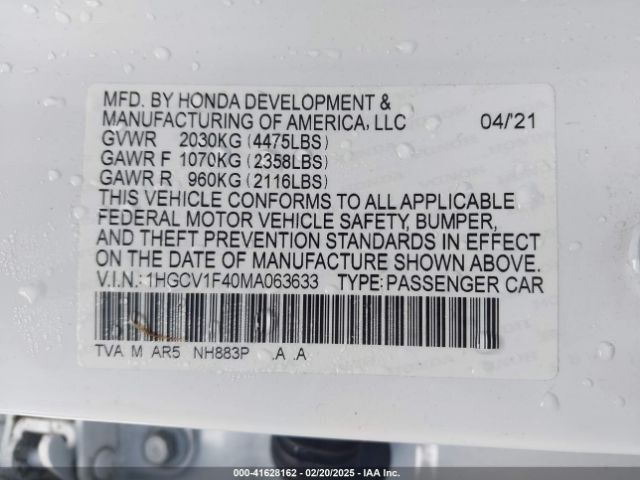 MFD. BY HONDA DEVELOPMENT &
MANUFACTURING OF AMERICA, LLC 04/'21
GVWR 2030KG (4475LBS)
GAWR F 1070KG (2358LBS)
GAWR R 960KG (2116LBS)
THIS VEHICLE CONFORMS TO ALL APPLICABLE
FEDERAL MOTOR VEHICLE SAFETY, BUMPER,
AND THEFT PREVENTION STANDARDS IN EFFECT
ON THE DATE OF MANUFACTURE SHOWN ABOVE.
V.I.N.: 1HGCV1F40MA063633 TYPE: PASSENGER CAR
TVA M AR5 NH883P .A .A
000-41628162 — 02/20/2025 — IAA Inc.